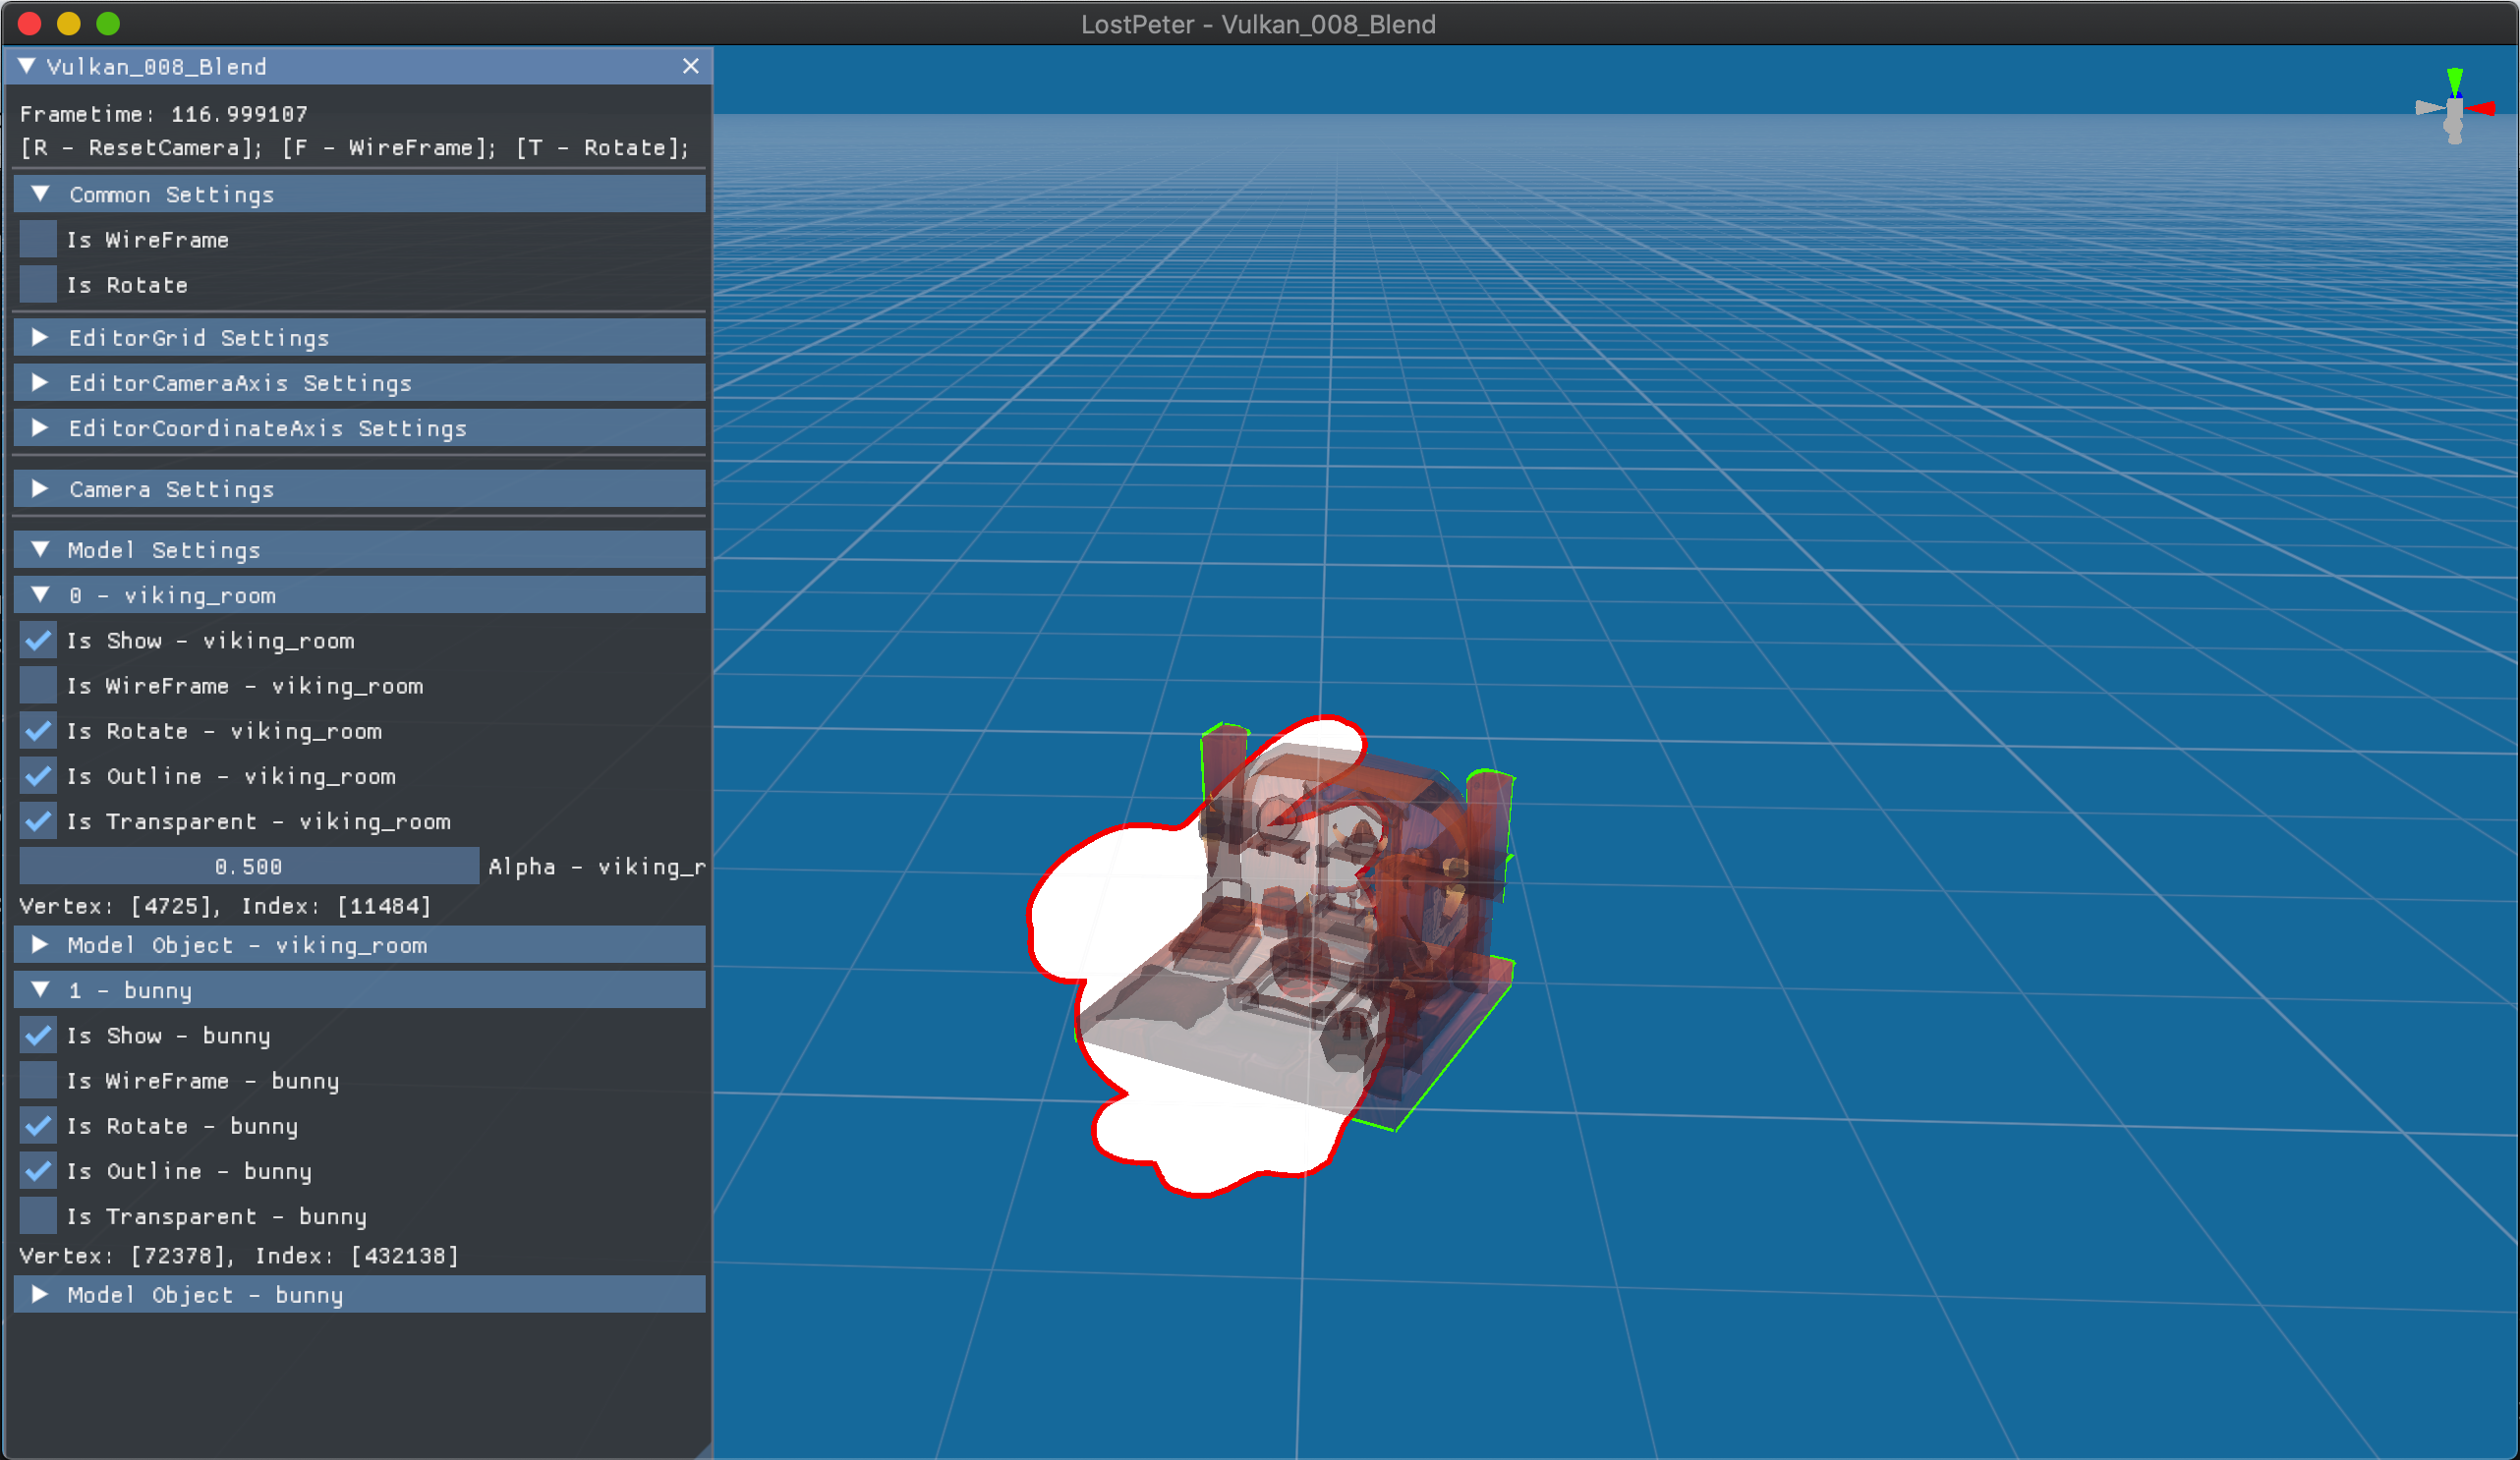 LostPeter - Vulkan_008_Blend
Vulkan_008_Blend
Frametime: 116.999107
[R - ResetCamera]; [F - WireFrame]; [T - Rotate];
Common Settings
Is WireFrame
Is Rotate
EditorGrid Settings
EditorCameraAxis Settings
EditorCoordinateAxis Settings
Camera Settings
Model Settings
0 - viking_room
Is Show - viking_room
Is WireFrame - viking_room
Is Rotate - viking_room
Is Outline - viking_room
Is Transparent - viking_room
0.500 Alpha - viking_r
Vertex: [4725], Index: [11484]
Model Object - viking_room
1 - bunny
Is Show - bunny
Is WireFrame - bunny
Is Rotate - bunny
Is Outline - bunny
Is Transparent - bunny
Vertex: [72378], Index: [432138]
Model Object - bunny